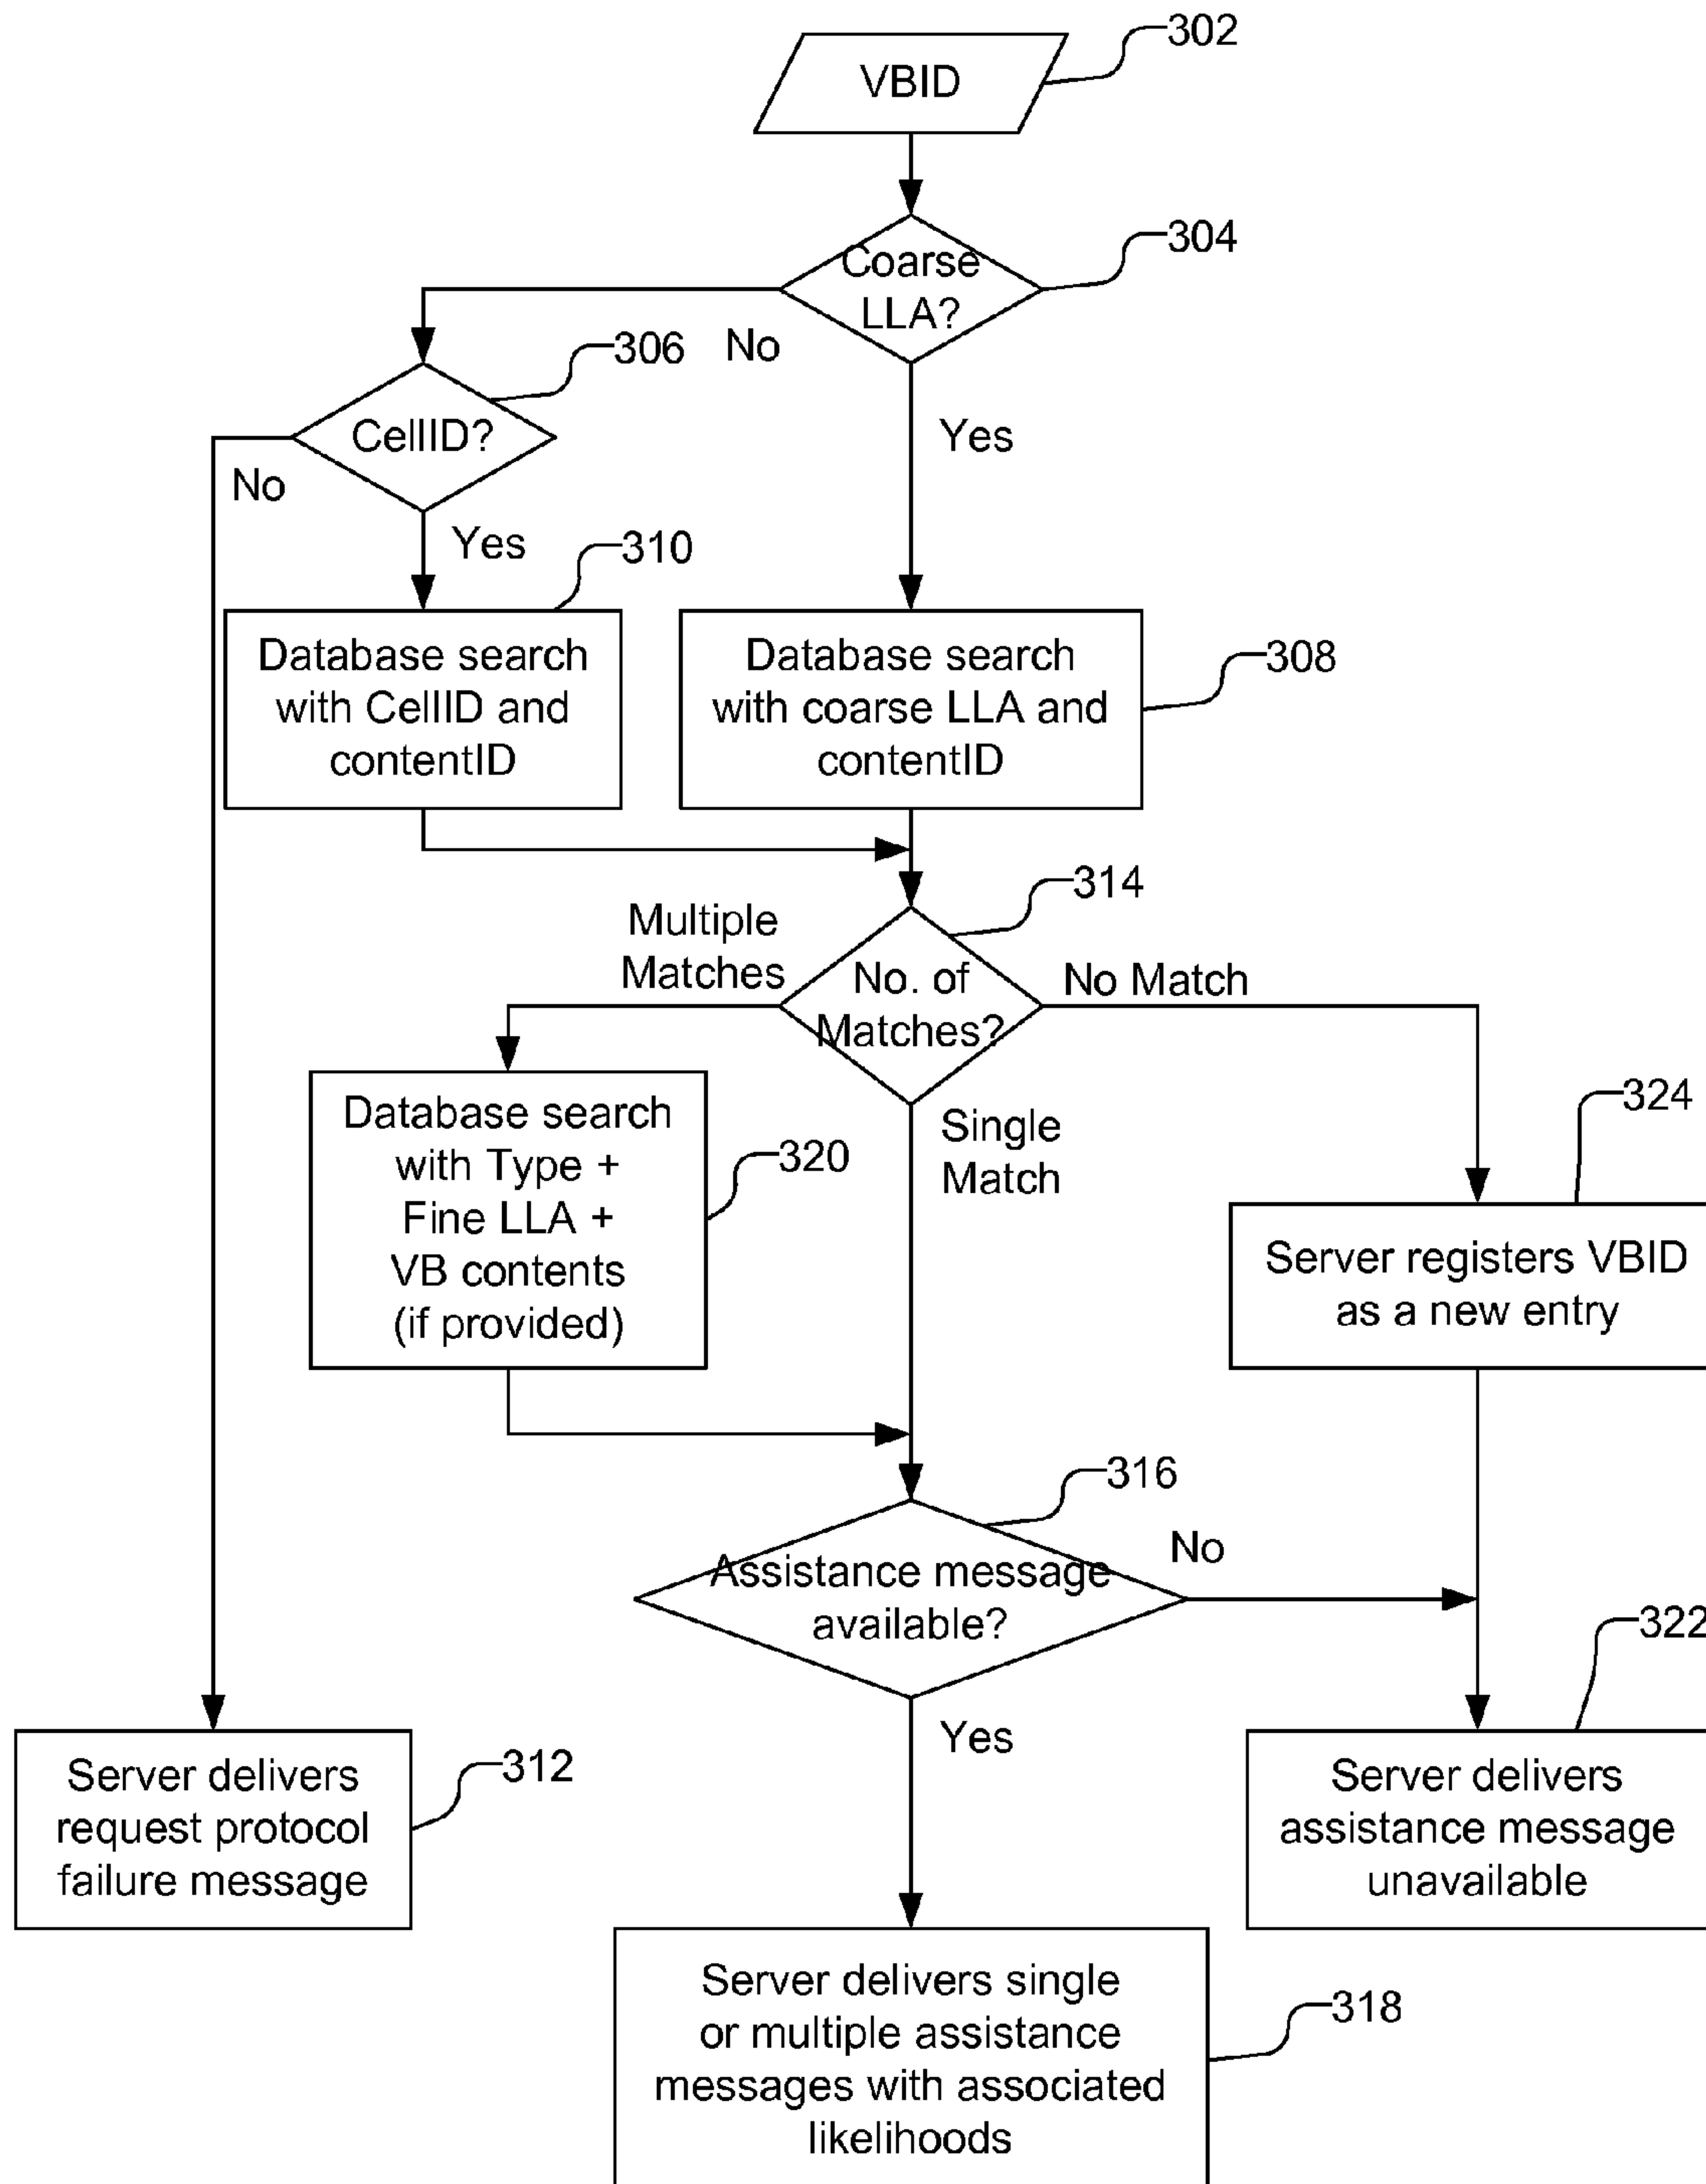 302
VBID
304
Coarse
LLA?
306
No
CellID?
Yes
No
Yes
310
Database search
with CellID and
contentID
Database search
with coarse LLA and
contentID
308
314
Multiple
Matches
No. of
Matches?
No Match
Database search
with Type +
Fine LLA +
VB contents
(if provided)
320
Single
Match
324
Server registers VBID
as a new entry
316
Assistance message
available?
No
322
Yes
Server delivers
request protocol
failure message
312
Server delivers
assistance message
unavailable
Server delivers single
or multiple assistance
messages with associated
likelihoods
318